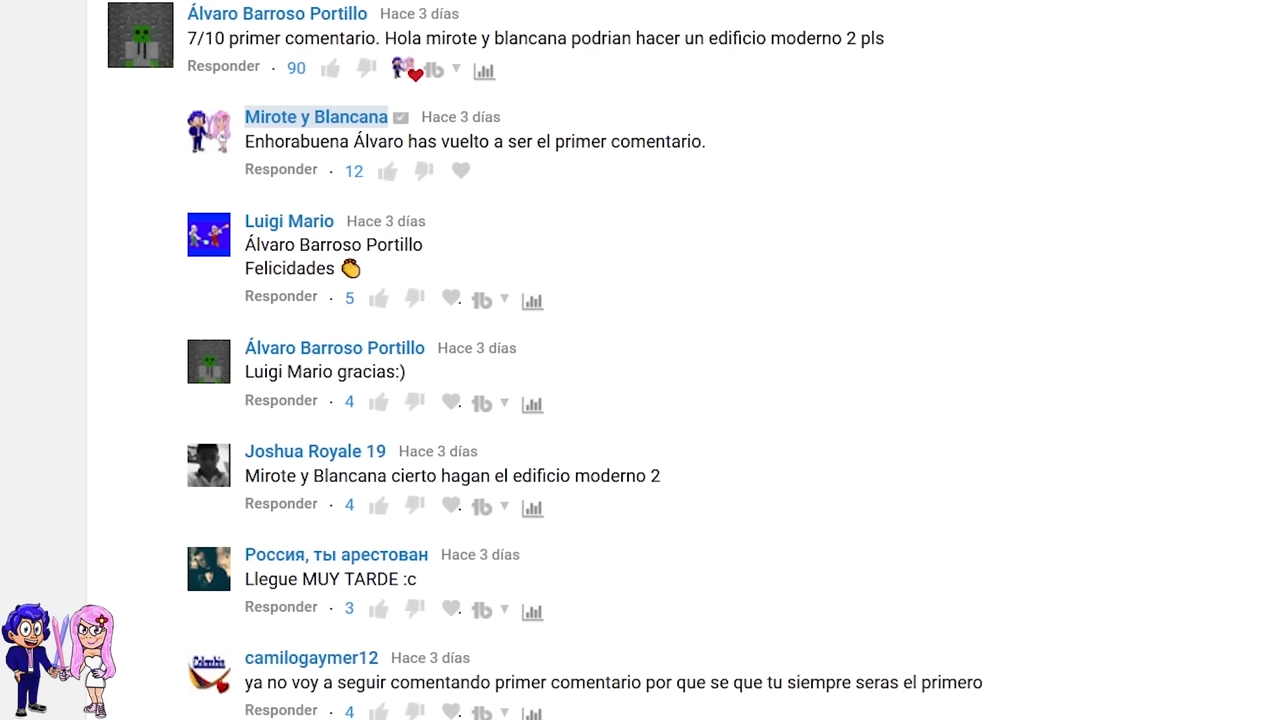 Álvaro Barroso Portillo Hace 3 días
7/10 primer comentario. Hola mirote y blancana podrian hacer un edificio moderno 2 pls
Responder · 90
Mirote y Blancana Hace 3 días
Enhorabuena Álvaro has vuelto a ser el primer comentario.
Responder · 12
Luigi Mario Hace 3 días
Álvaro Barroso Portillo
Felicidades 👏
Responder · 5
Álvaro Barroso Portillo Hace 3 días
Luigi Mario gracias:)
Responder · 4
Joshua Royale 19 Hace 3 días
Mirote y Blancana cierto hagan el edificio moderno 2
Responder · 4
Россия, ты арестован Hace 3 días
Llegue MUY TARDE :c
Responder · 3
Colombia
camilogaymer12 Hace 3 días
ya no voy a seguir comentando primer comentario por que se que tu siempre seras el primero
Responder · 4